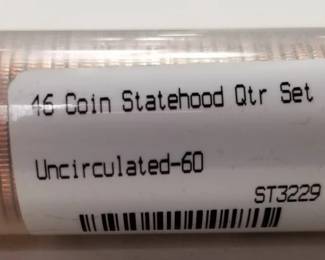 46 Coin Statehood Qtr Set
Uncirculated-60
ST3229